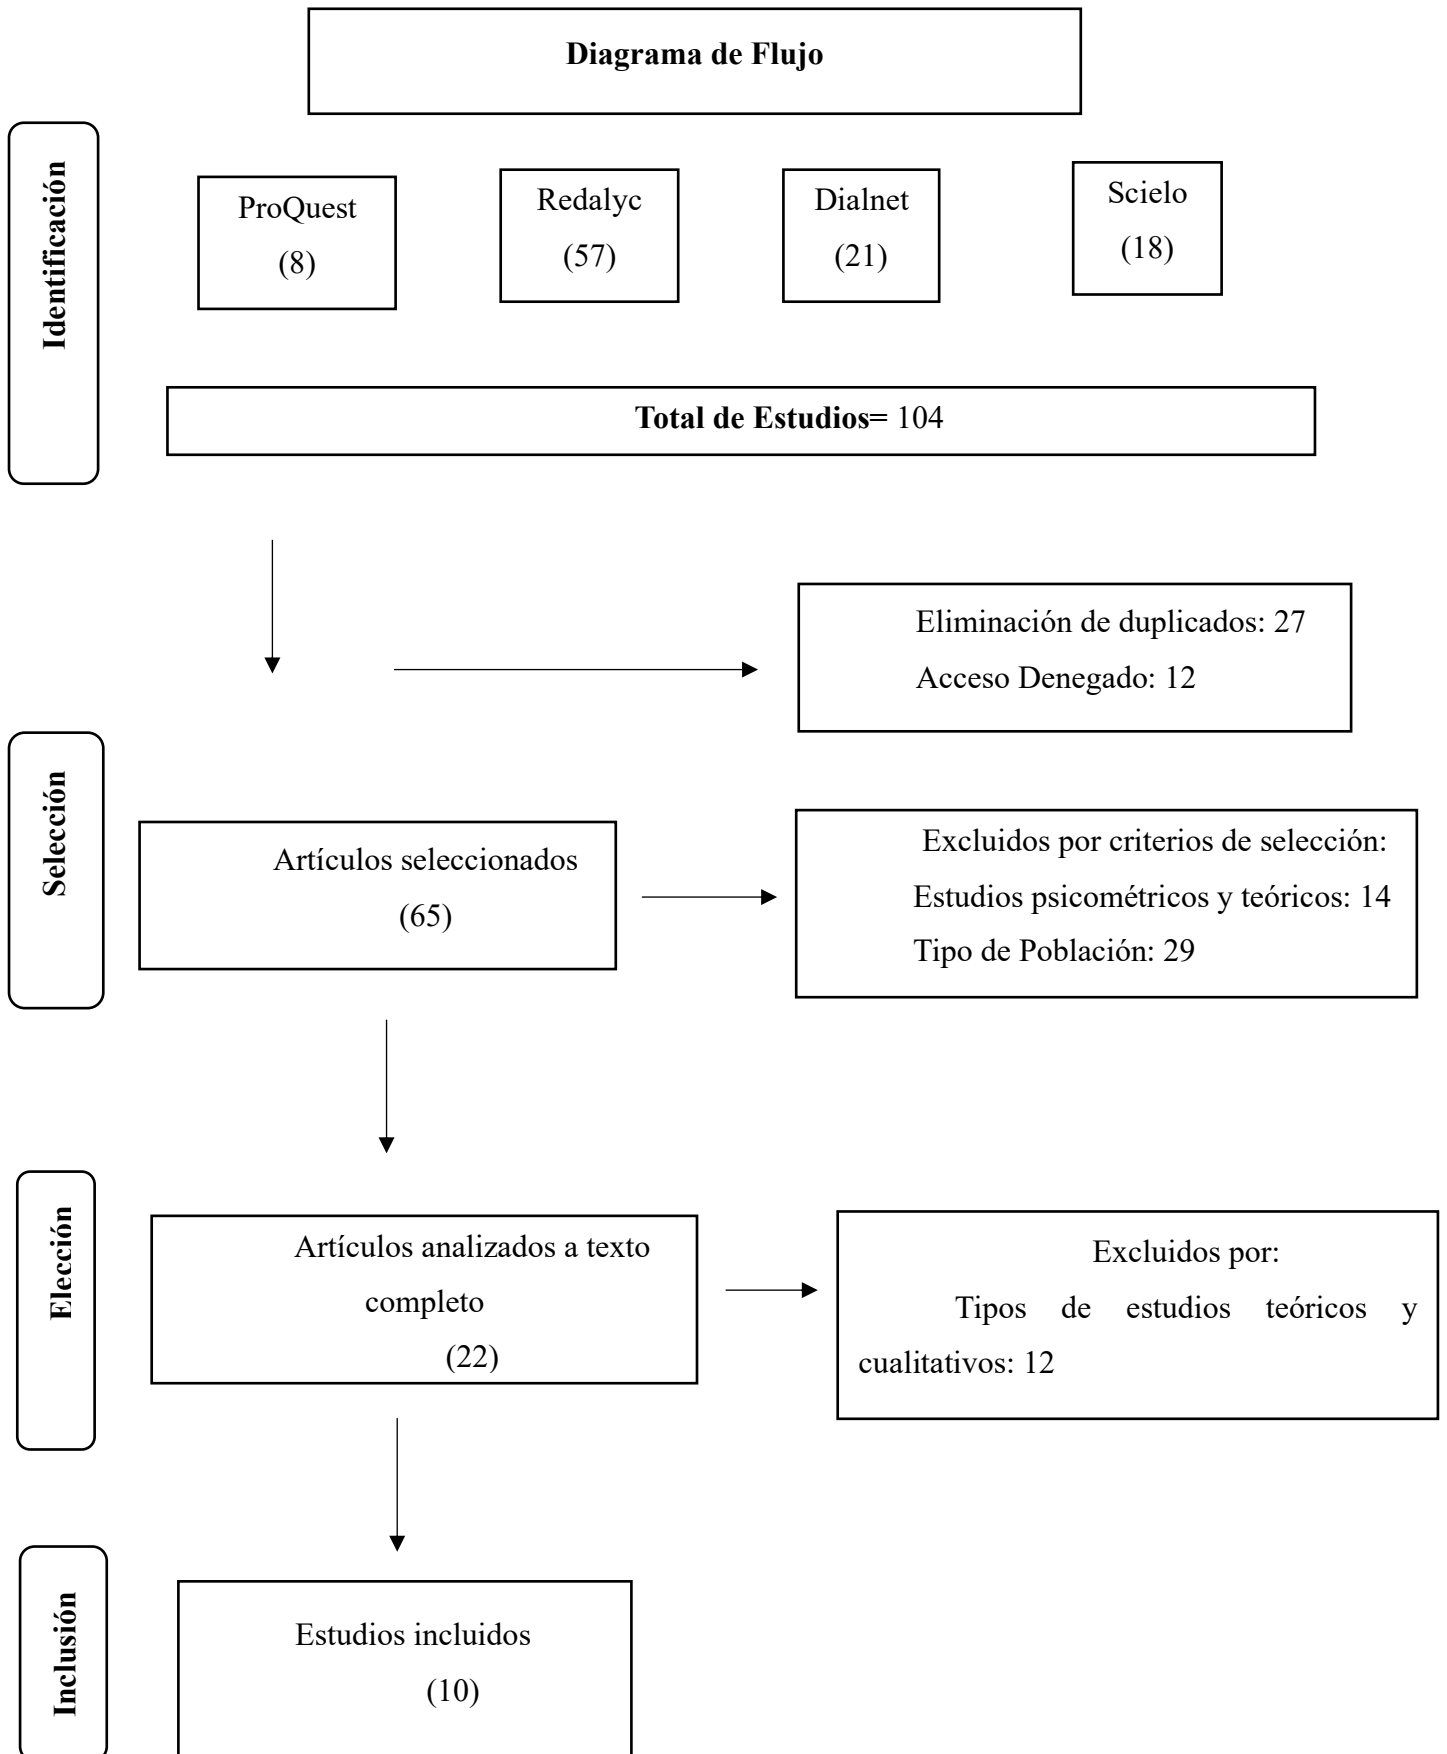 Diagrama de Flujo
Identificación
ProQuest
(8)
Redalyc
(57)
Dialnet
(21)
Scielo
(18)
Total de Estudios= 104
Eliminación de duplicados: 27
Acceso Denegado: 12
Selección
Artículos seleccionados
(65)
Excluidos por criterios de selección:
Estudios psicométricos y teóricos: 14
Tipo de Población: 29
Elección
Artículos analizados a texto
completo
(22)
Excluidos por:
Tipos de estudios teóricos y
cualitativos: 12
Inclusión
Estudios incluidos
(10)